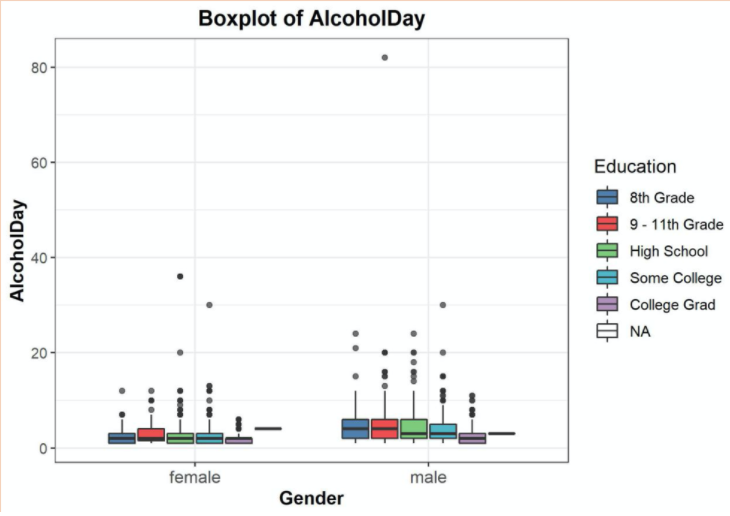 Boxplot of AlcoholDay
80
60
40
20
0
AlcoholDay
female
male
Gender
Education
8th Grade
9 - 11th Grade
High School
Some College
College Grad
NA